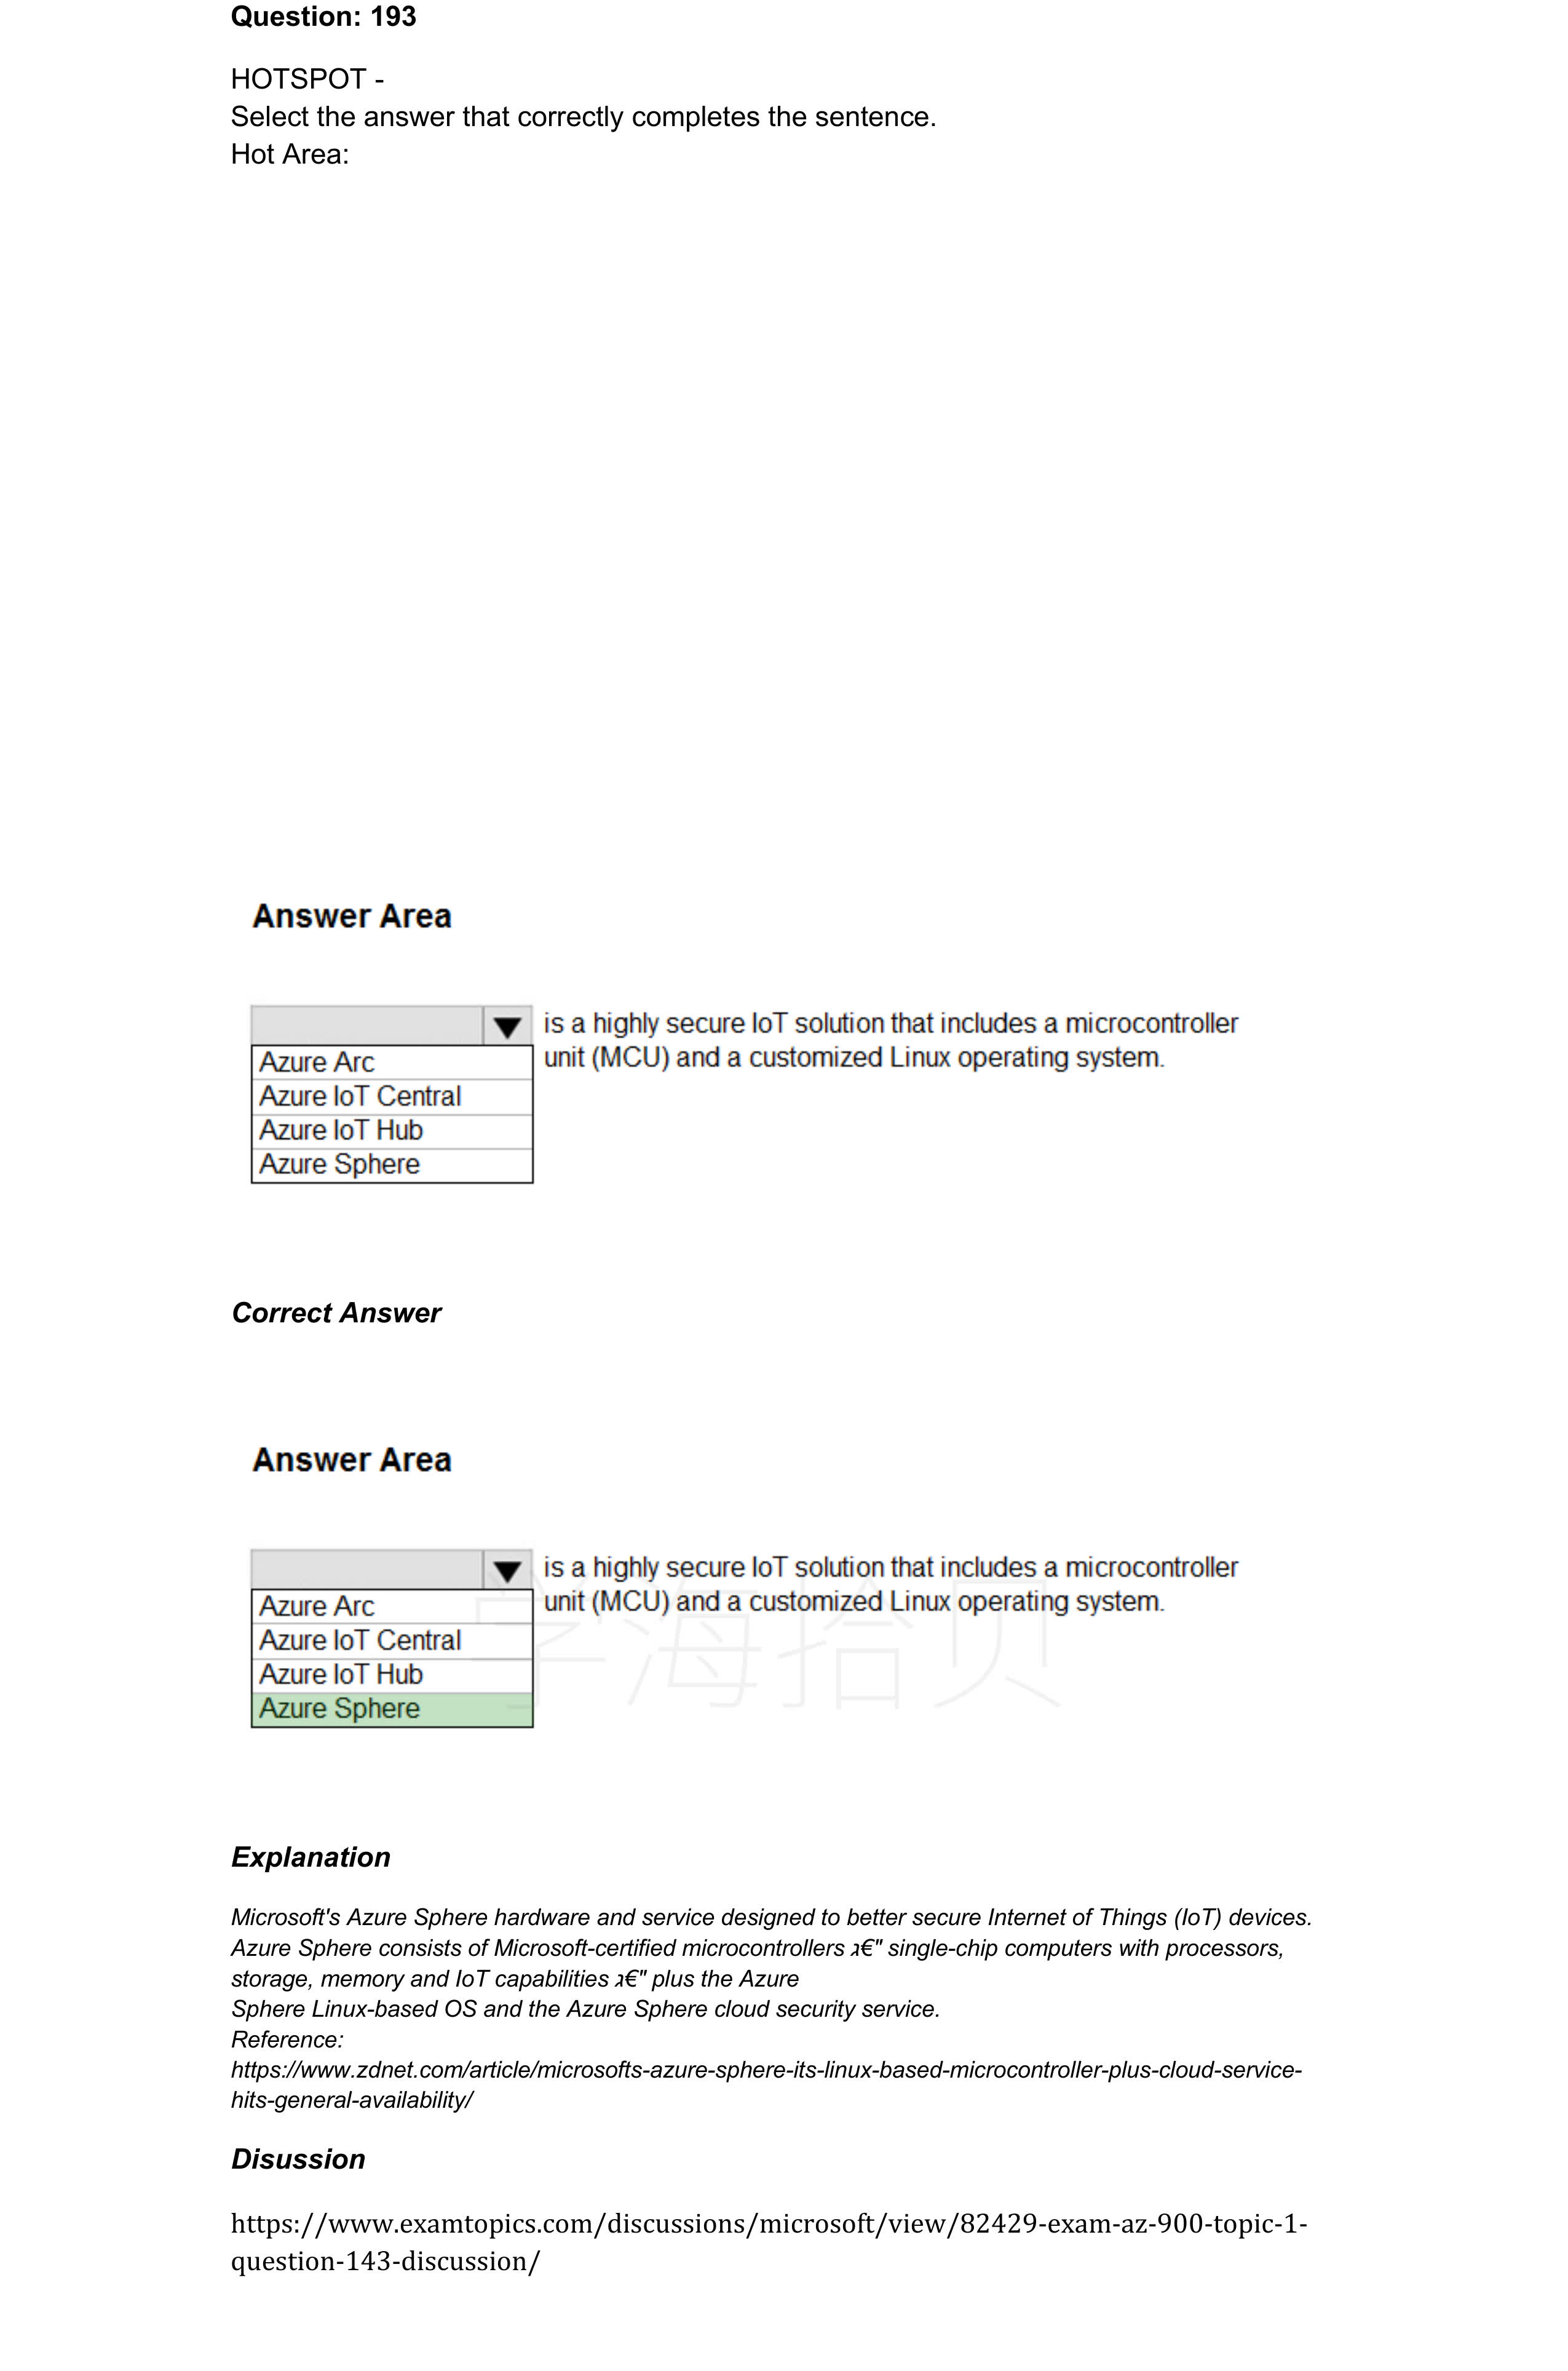 Question: 193
HOTSPOT -
Select the answer that correctly completes the sentence.
Hot Area:
Answer Area
is a highly secure IoT solution that includes a microcontroller
unit (MCU) and a customized Linux operating system.
Azure Arc
Azure IoT Central
Azure IoT Hub
Azure Sphere
Correct Answer
Answer Area
is a highly secure IoT solution that includes a microcontroller
unit (MCU) and a customized Linux operating system.
Azure Arc
Azure IoT Central
Azure IoT Hub
Azure Sphere
学海拾贝
Explanation
Microsoft's Azure Sphere hardware and service designed to better secure Internet of Things (IoT) devices.
Azure Sphere consists of Microsoft-certified microcontrollers ג€" single-chip computers with processors,
storage, memory and IoT capabilities ג€" plus the Azure
Sphere Linux-based OS and the Azure Sphere cloud security service.
Reference:
https://www.zdnet.com/article/microsofts-azure-sphere-its-linux-based-microcontroller-plus-cloud-service-
hits-general-availability/
Disussion
https://www.examtopics.com/discussions/microsoft/view/82429-exam-az-900-topic-1-
question-143-discussion/